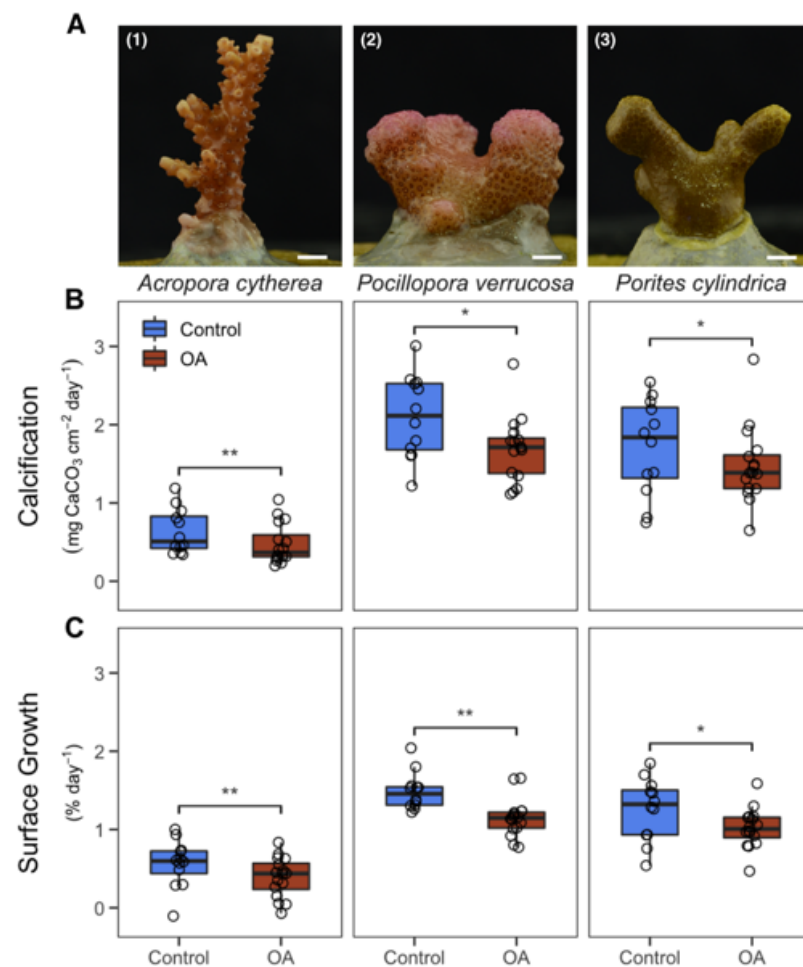 A
(1)
(2)
(3)
Acropora cytherea
Pocillopora verrucosa
Porites cylindrica
B
Control
OA
Calcification
(mg CaCO₃ cm⁻² day⁻¹)
3
2
1
0
**
*
*
C
Surface Growth
(% day⁻¹)
3
2
1
0
**
**
*
Control
OA
Control
OA
Control
OA